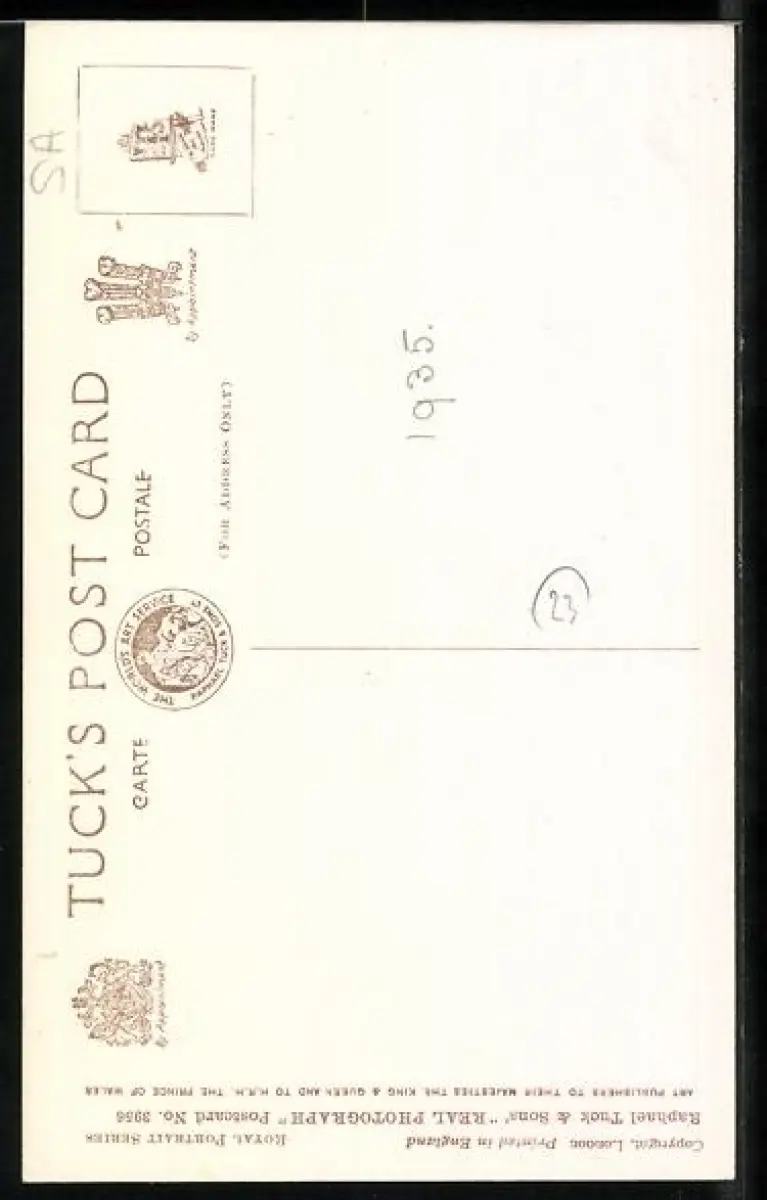 TUCK'S POST CARD
CARTE POSTALE
(FOR ADDRESS ONLY)
By Appointment
By Appointment
THE WORLD'S ART SERVICE
RAPHAEL TUCK & SONS LD
SA
1935.
23
Copyright, London Printed in England ROYAL PORTRAIT SERIES
Raphael Tuck & Sons' "REAL PHOTOGRAPH" Postcard No. 3956
ART PUBLISHERS TO THEIR MAJESTIES THE KING & QUEEN AND TO H.R.H. THE PRINCE OF WALES